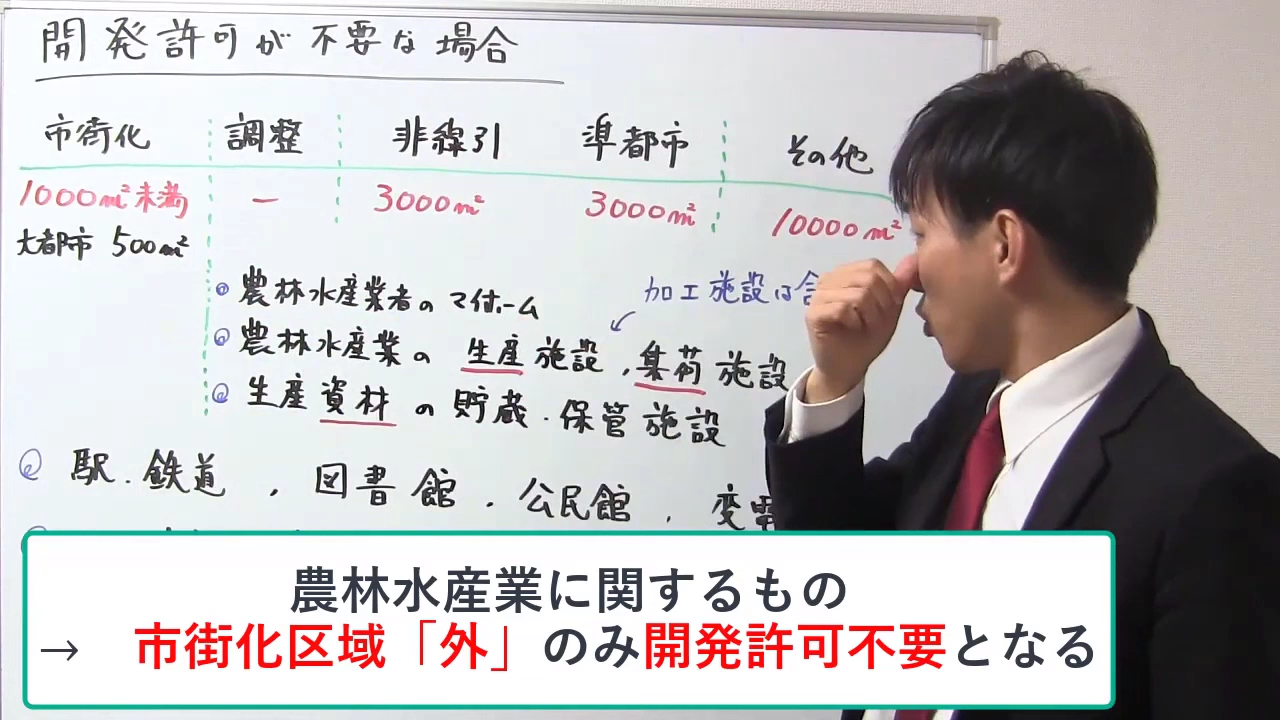 開発許可が不要な場合
市街化 調整 非線引 準都市 その他
1000㎡未満 ー 3000㎡ 3000㎡ 10000㎡
大都市 500㎡
農林水産業者のマイホーム
加工施設は含
農林水産業の生産施設,集荷施設
生産資材の貯蔵・保管施設
駅.鉄道,図書館,公民館,変電
農林水産業に関するもの
→ 市街化区域「外」のみ開発許可不要となる